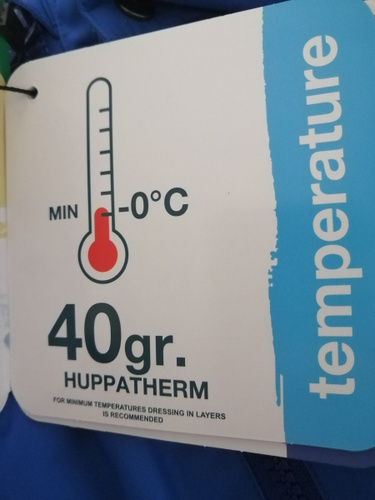 MIN -0°C
40gr.
HUPPATHERM
FOR MINIMUM TEMPERATURES DRESSING IN LAYERS
IS RECOMMENDED
temperature